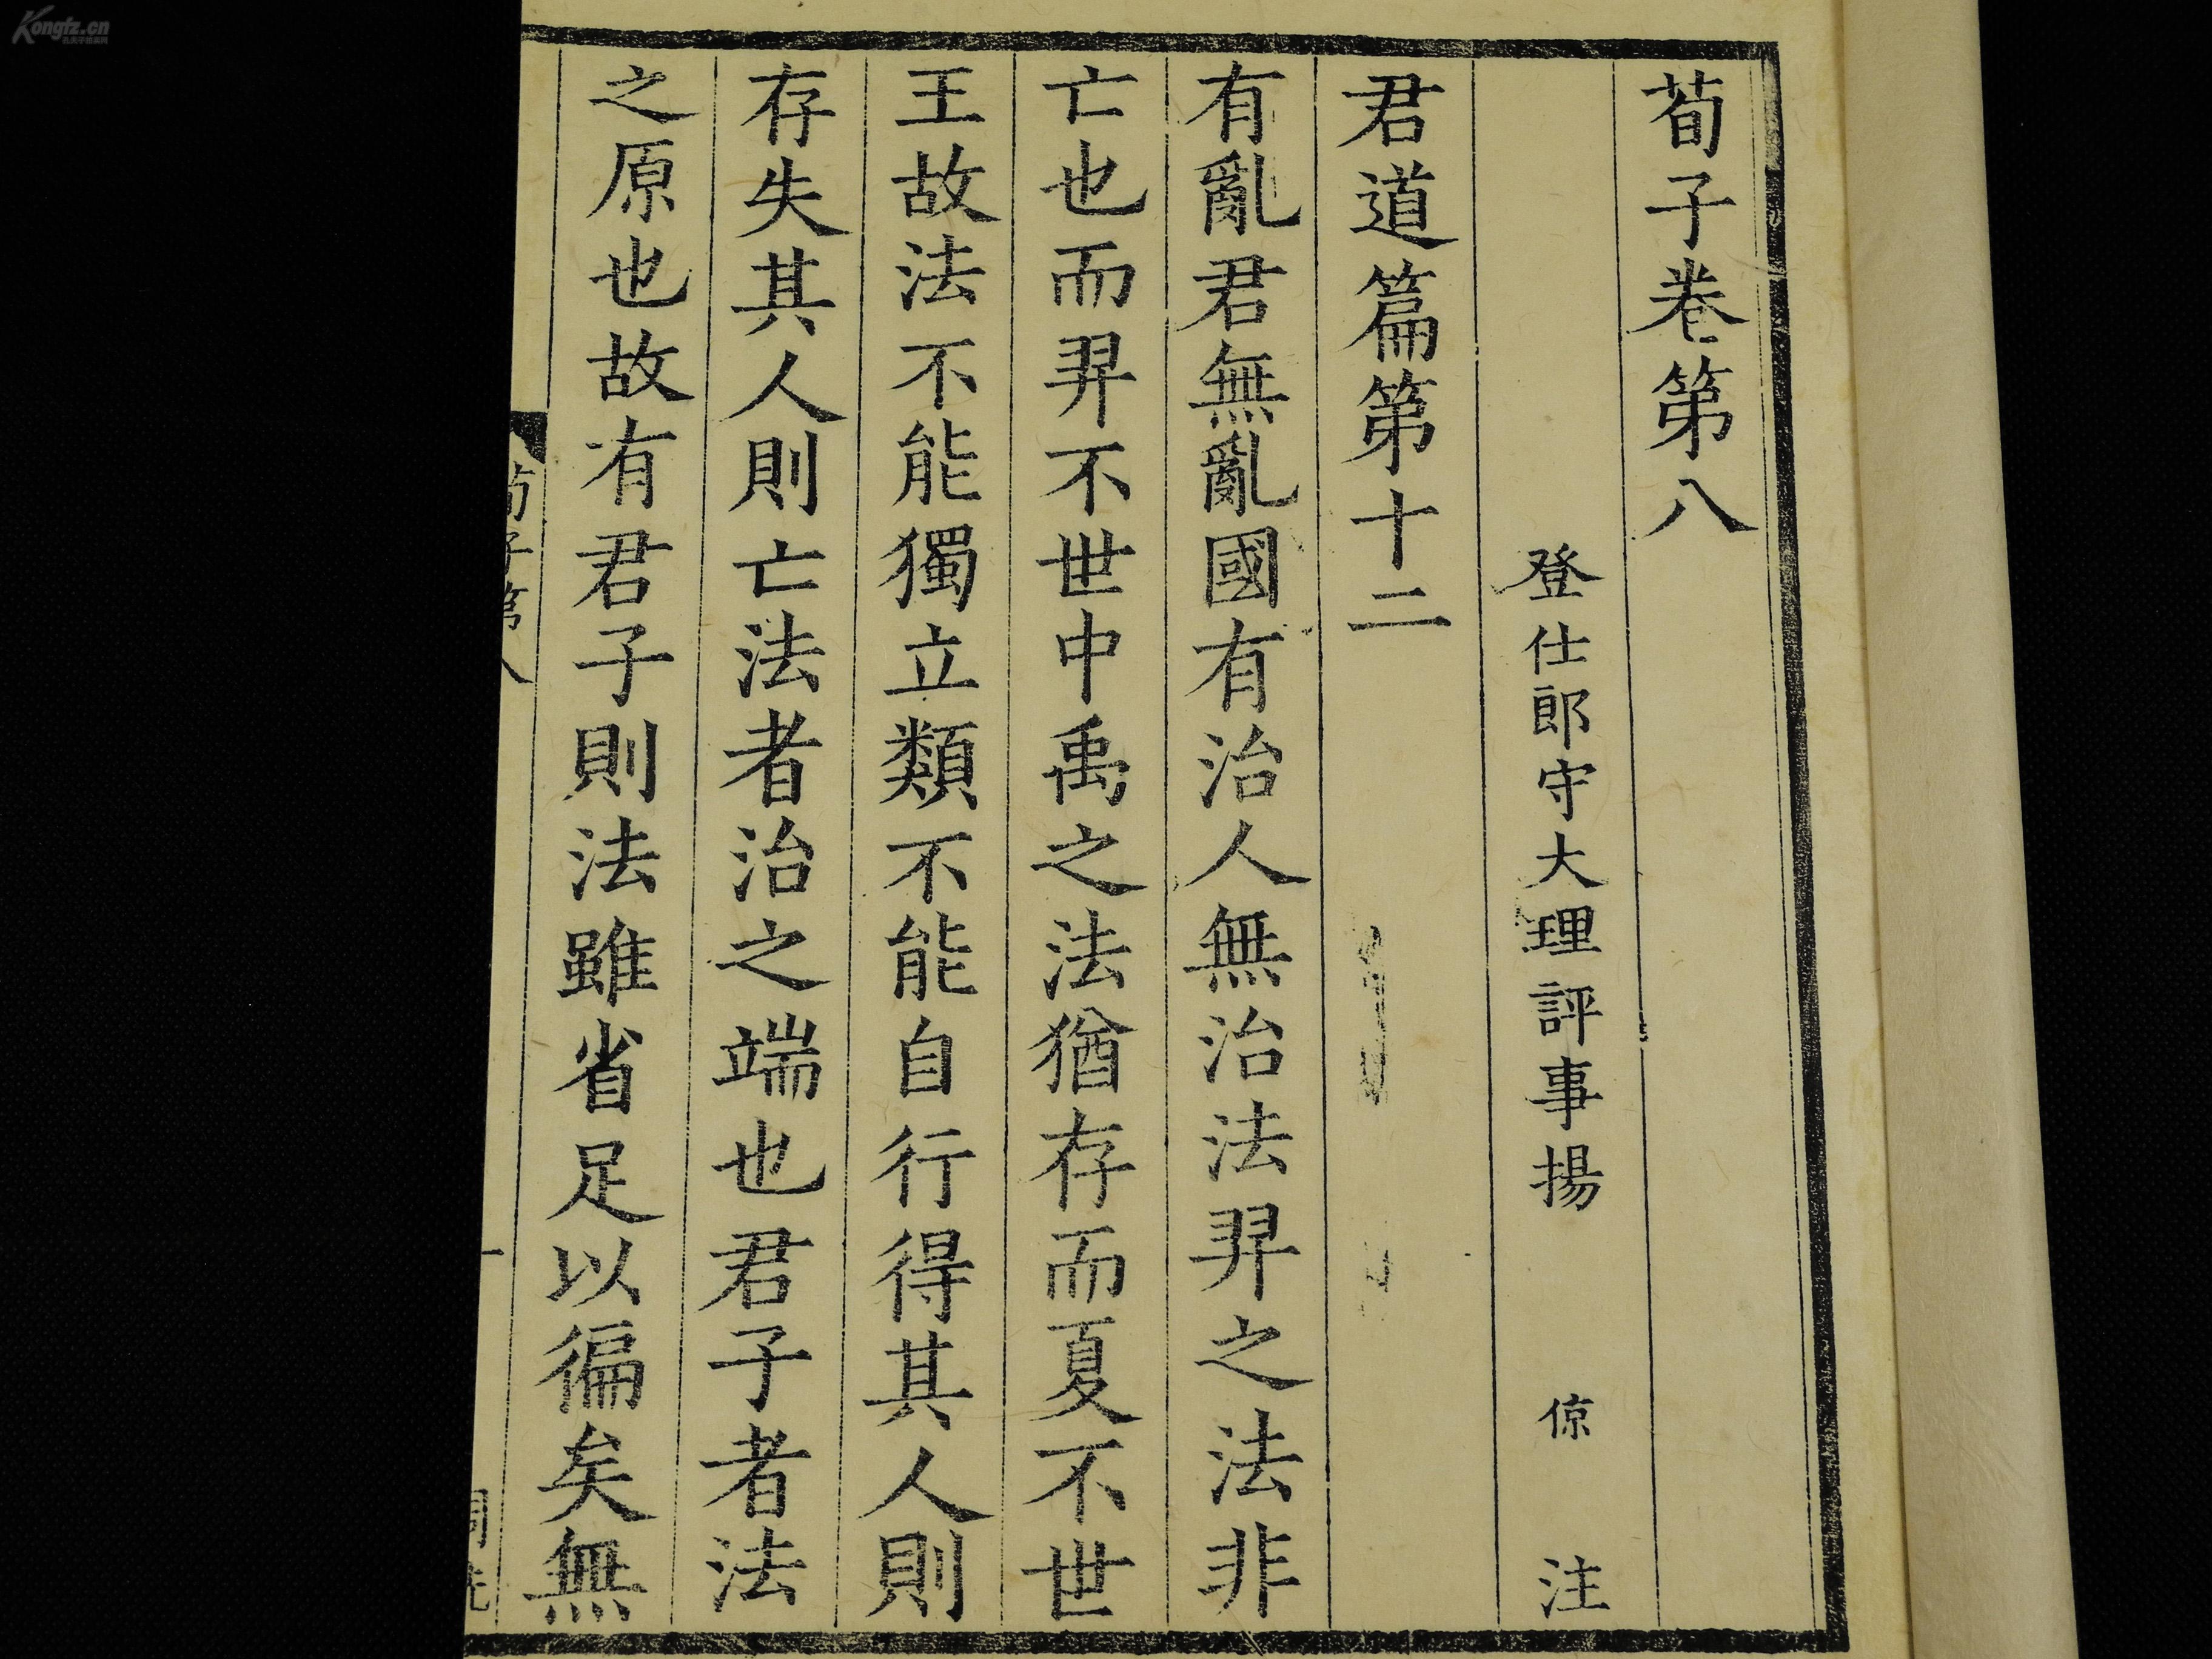 荀子卷第八
登仕郎守大理評事揚倞注
君道篇第十二
有亂君無亂國有治人無治法羿之法非
亡也而羿不世中禹之法猶存而夏不世
王故法不能獨立類不能自行得其人則
存失其人則亡法者治之端也君子者法
之原也故有君子則法雖省足以徧矣無
荀子第八
一
Kongfz.cn